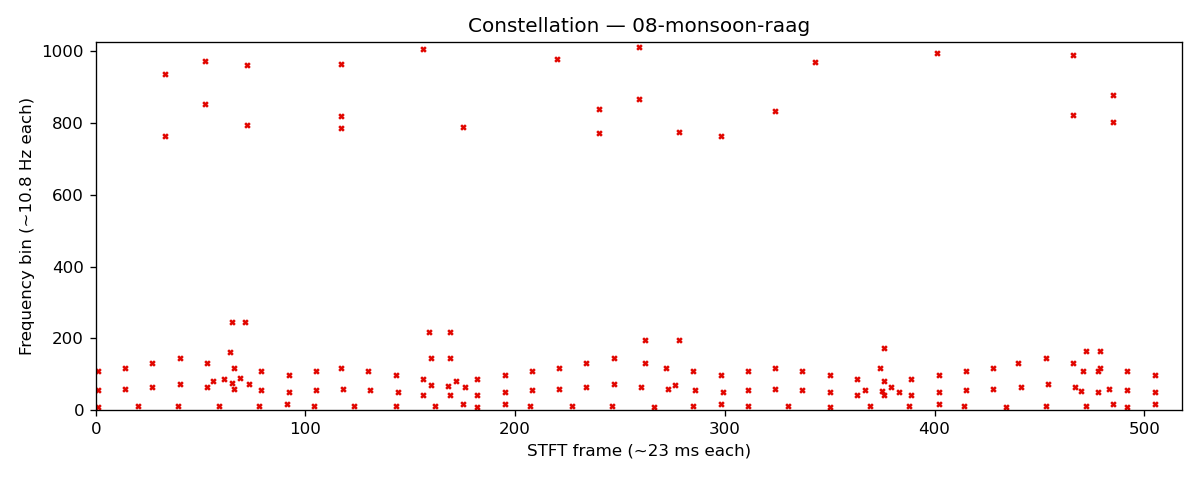 Constellation — 08-monsoon-raag
Frequency bin (~10.8 Hz each)
1000
800
600
400
200
0
0 100 200 300 400 500
STFT frame (~23 ms each)